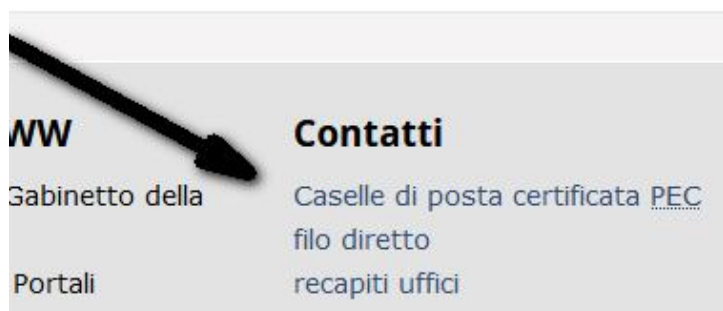 WW
Gabinetto della
Portali
Contatti
Caselle di posta certificata PEC
filo diretto
recapiti uffici